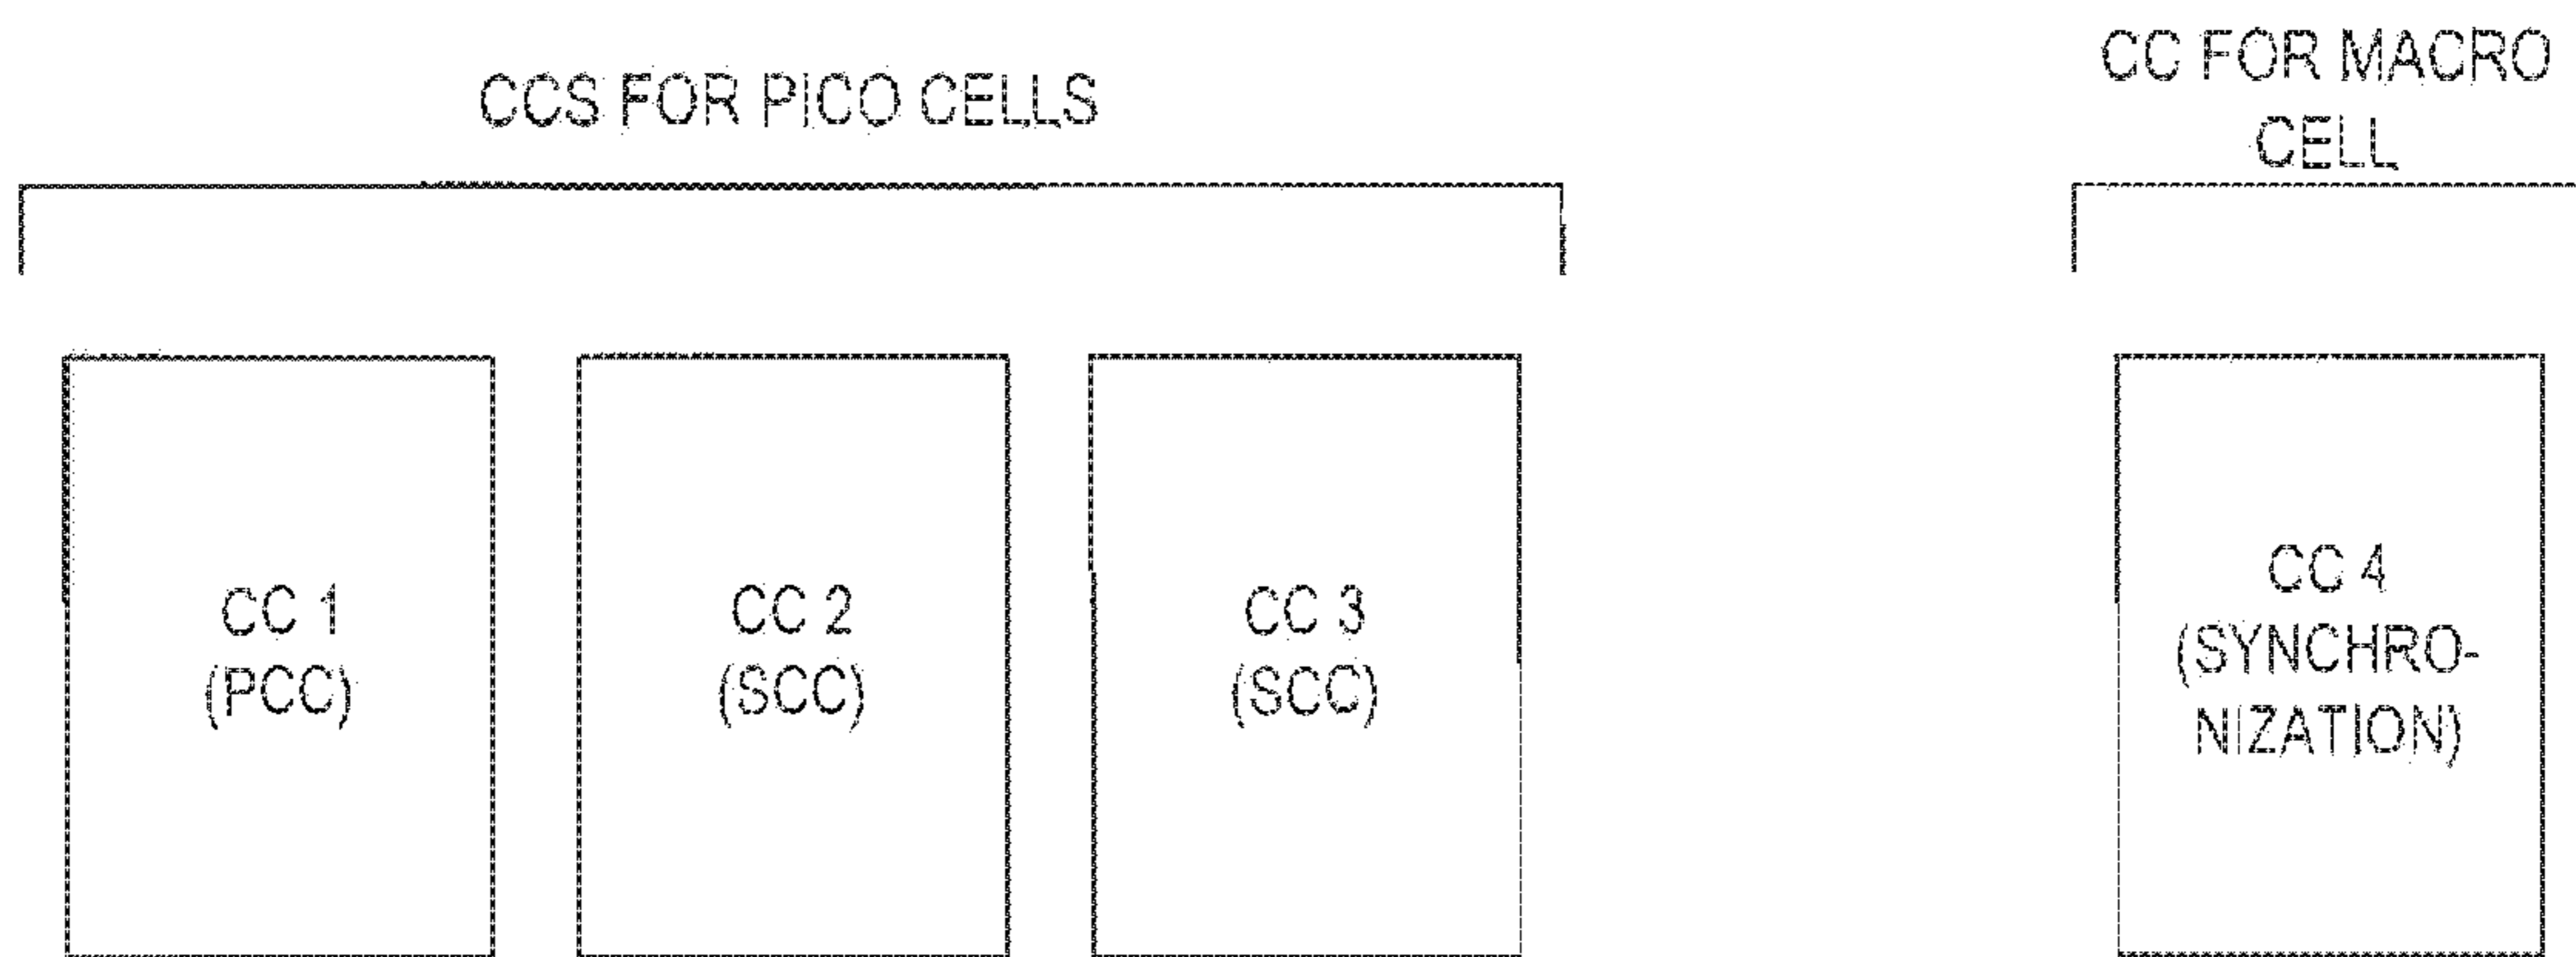 CCS FOR PICO CELLS
CC FOR MACRO
CELL
CC 1
(PCC)
CC 2
(SCC)
CC 3
(SCC)
CC 4
(SYNCHRO-
NIZATION)